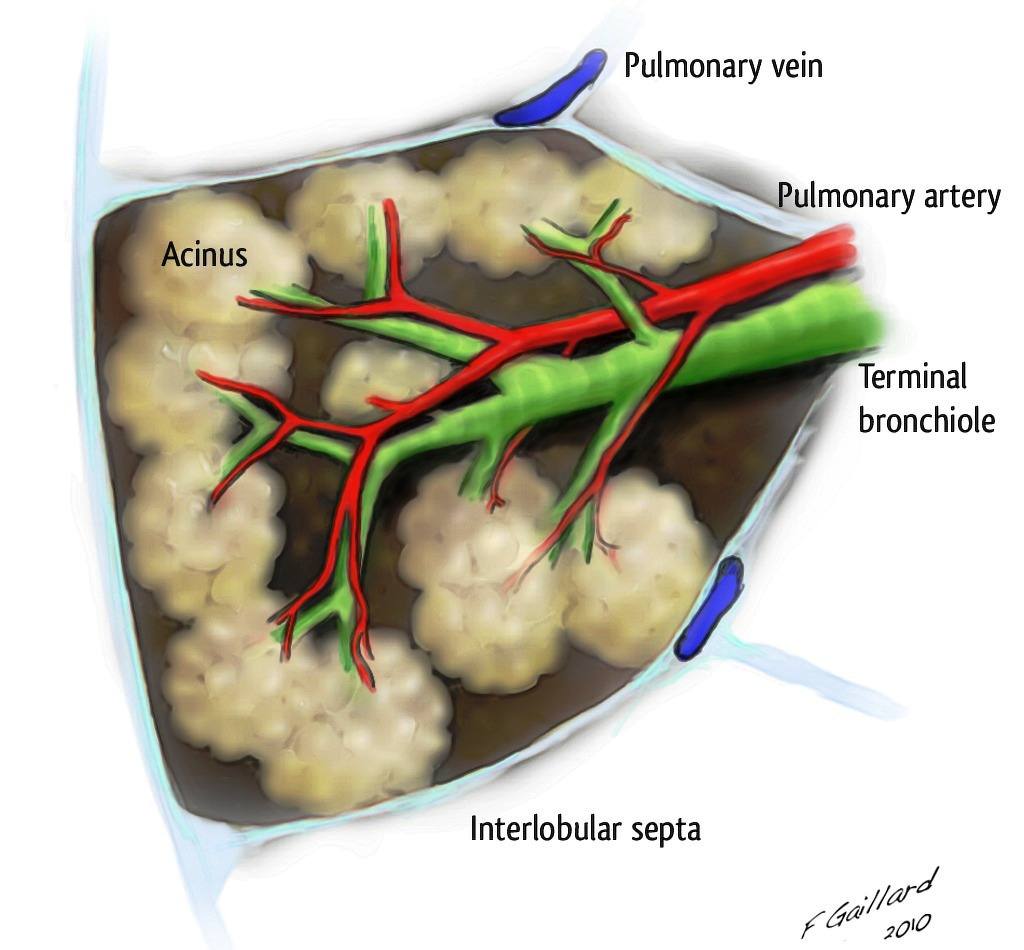 Pulmonary vein
Pulmonary artery
Acinus
Terminal
bronchiole
Interlobular septa
F Gaillard
2010